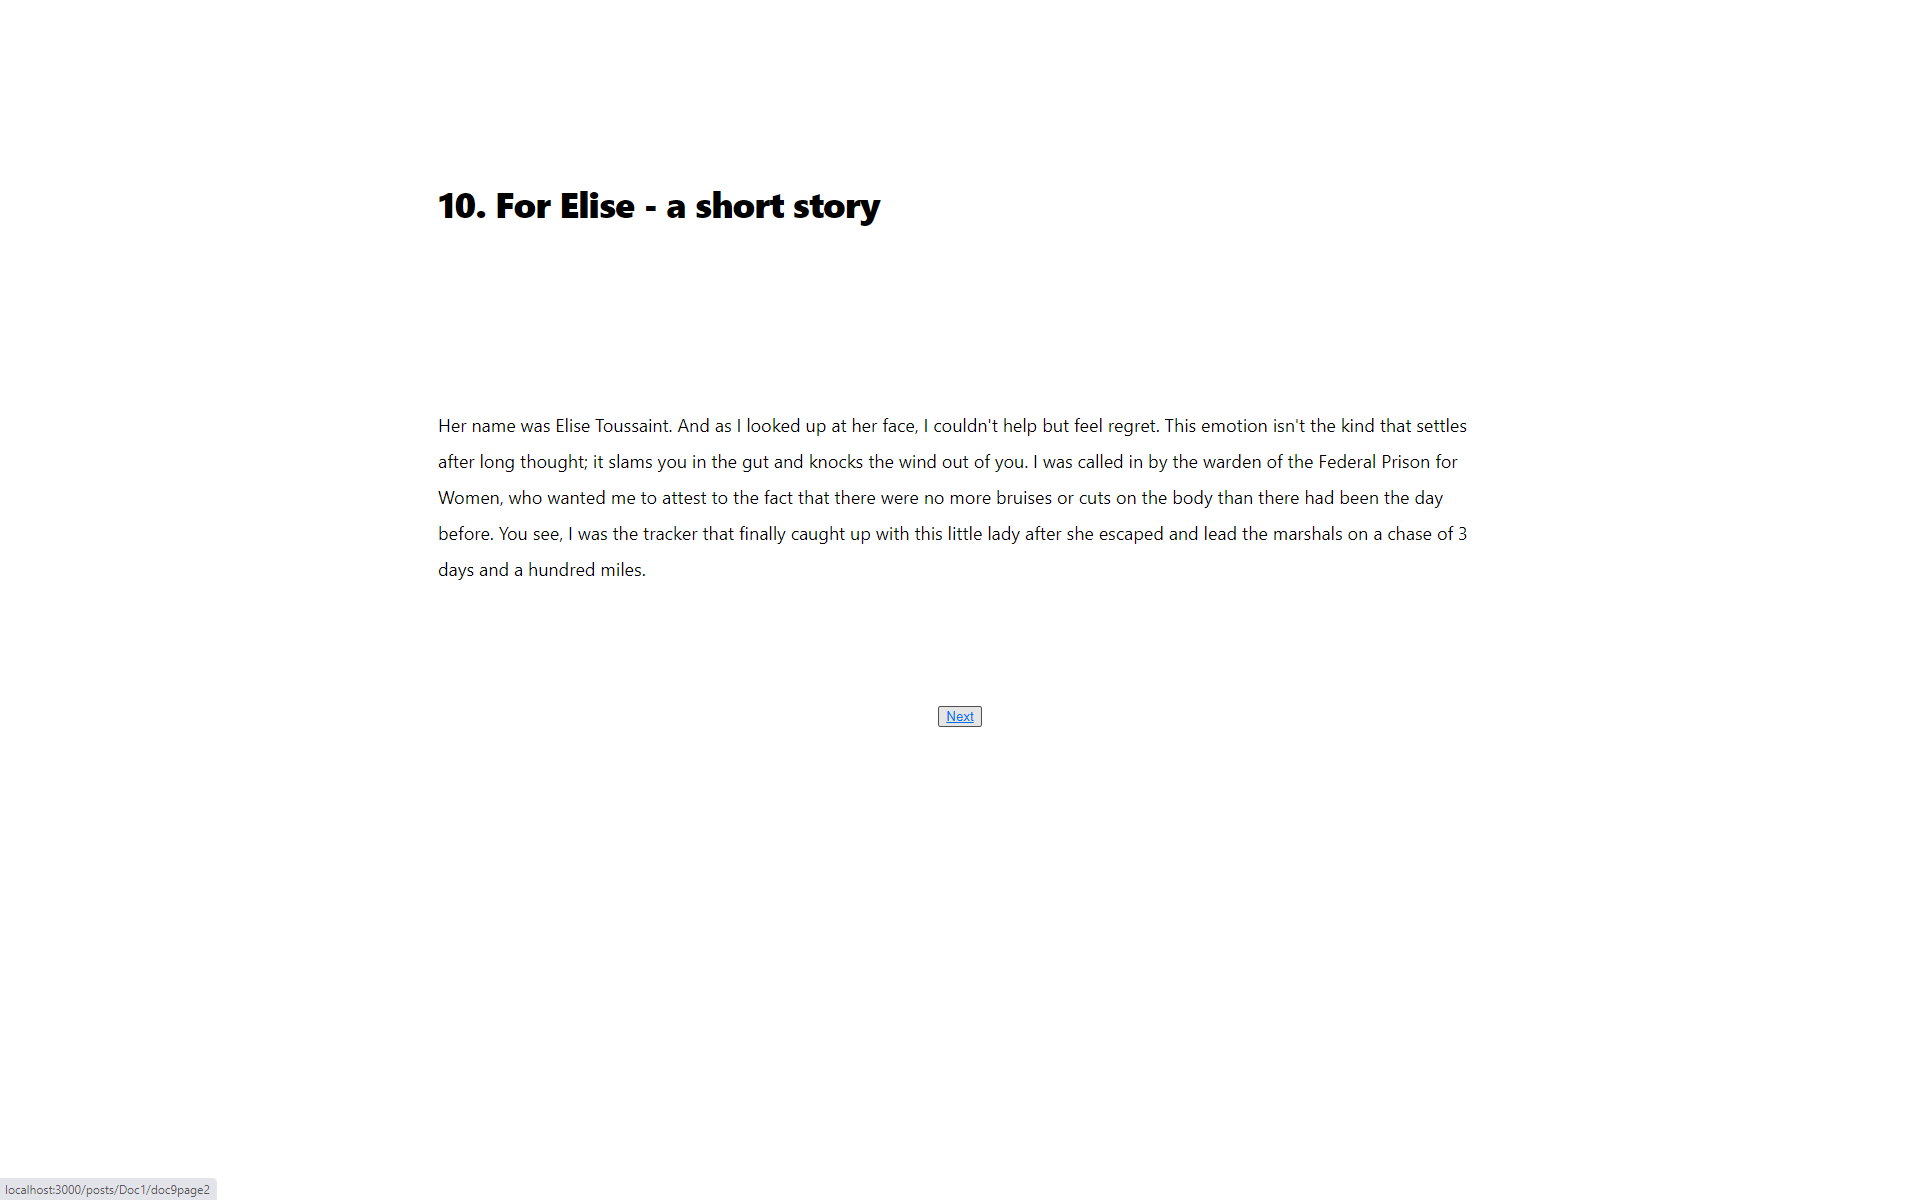 10. For Elise - a short story
Her name was Elise Toussaint. And as I looked up at her face, I couldn't help but feel regret. This emotion isn't the kind that settles
after long thought; it slams you in the gut and knocks the wind out of you. I was called in by the warden of the Federal Prison for
Women, who wanted me to attest to the fact that there were no more bruises or cuts on the body than there had been the day
before. You see, I was the tracker that finally caught up with this little lady after she escaped and lead the marshals on a chase of 3
days and a hundred miles.
Next
localhost:3000/posts/Doc1/doc9page2